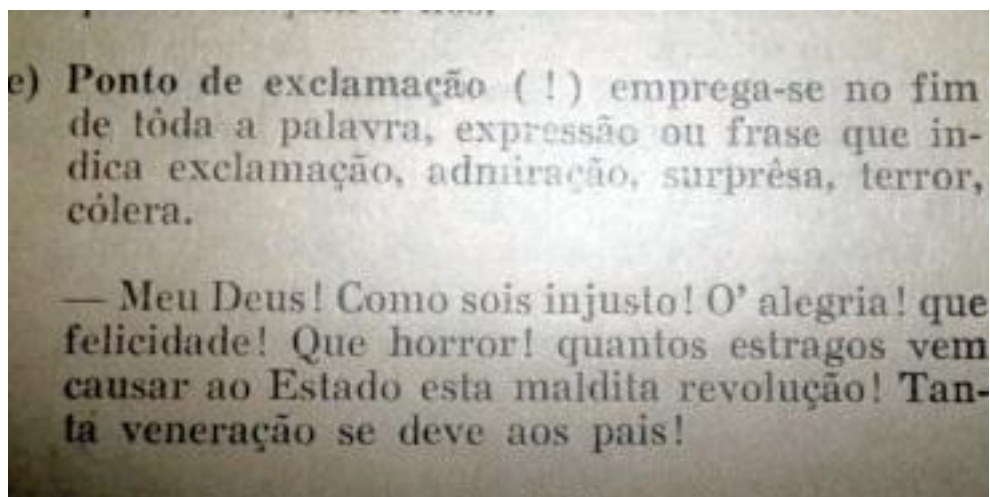 e) Ponto de exclamação ( ! ) emprega-se no fim
de tôda a palavra, expressão ou frase que in-
dica exclamação, admiração, surprêsa, terror,
cólera.
— Meu Deus! Como sois injusto! O' alegria! que
felicidade! Que horror! quantos estragos vem
causar ao Estado esta maldita revolução! Tan-
ta veneração se deve aos pais!